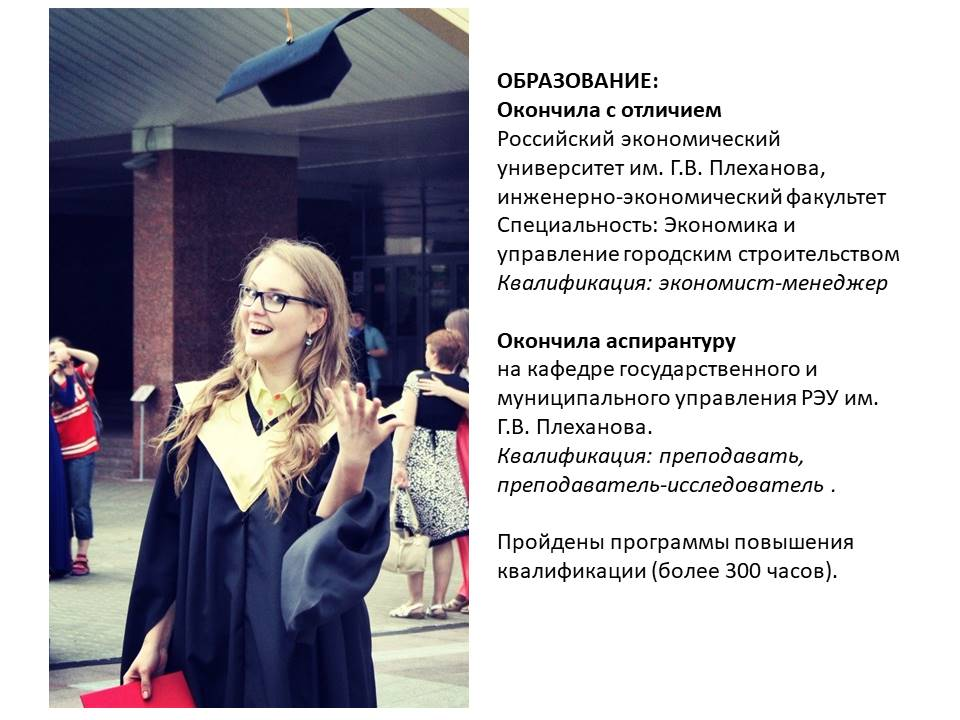 ОБРАЗОВАНИЕ:
Окончила с отличием
Российский экономический
университет им. Г.В. Плеханова,
инженерно-экономический факультет
Специальность: Экономика и
управление городским строительством
Квалификация: экономист-менеджер
Окончила аспирантуру
на кафедре государственного и
муниципального управления РЭУ им.
Г.В. Плеханова.
Квалификация: преподавать,
преподаватель-исследователь .
Пройдены программы повышения
квалификации (более 300 часов).